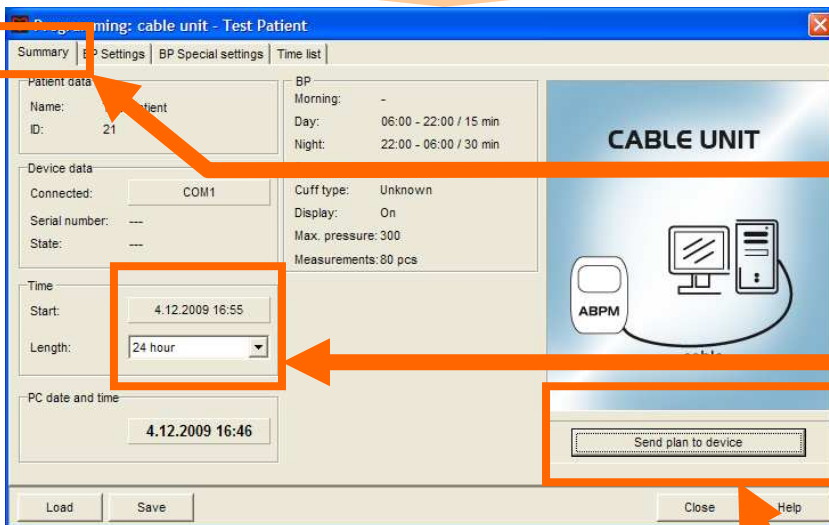 Programming: cable unit - Test Patient
Summary BP Settings BP Special settings Time list
Patient data
Name: Patient
ID: 21
Device data
Connected: COM1
Serial number: ---
State: ---
Time
Start: 4.12.2009 16:55
Length: 24 hour
PC date and time
4.12.2009 16:46
BP
Morning: -
Day: 06:00 - 22:00 / 15 min
Night: 22:00 - 06:00 / 30 min
Cuff type: Unknown
Display: On
Max. pressure: 300
Measurements: 80 pcs
CABLE UNIT
ABPM
cable
Send plan to device
Load Save Close Help